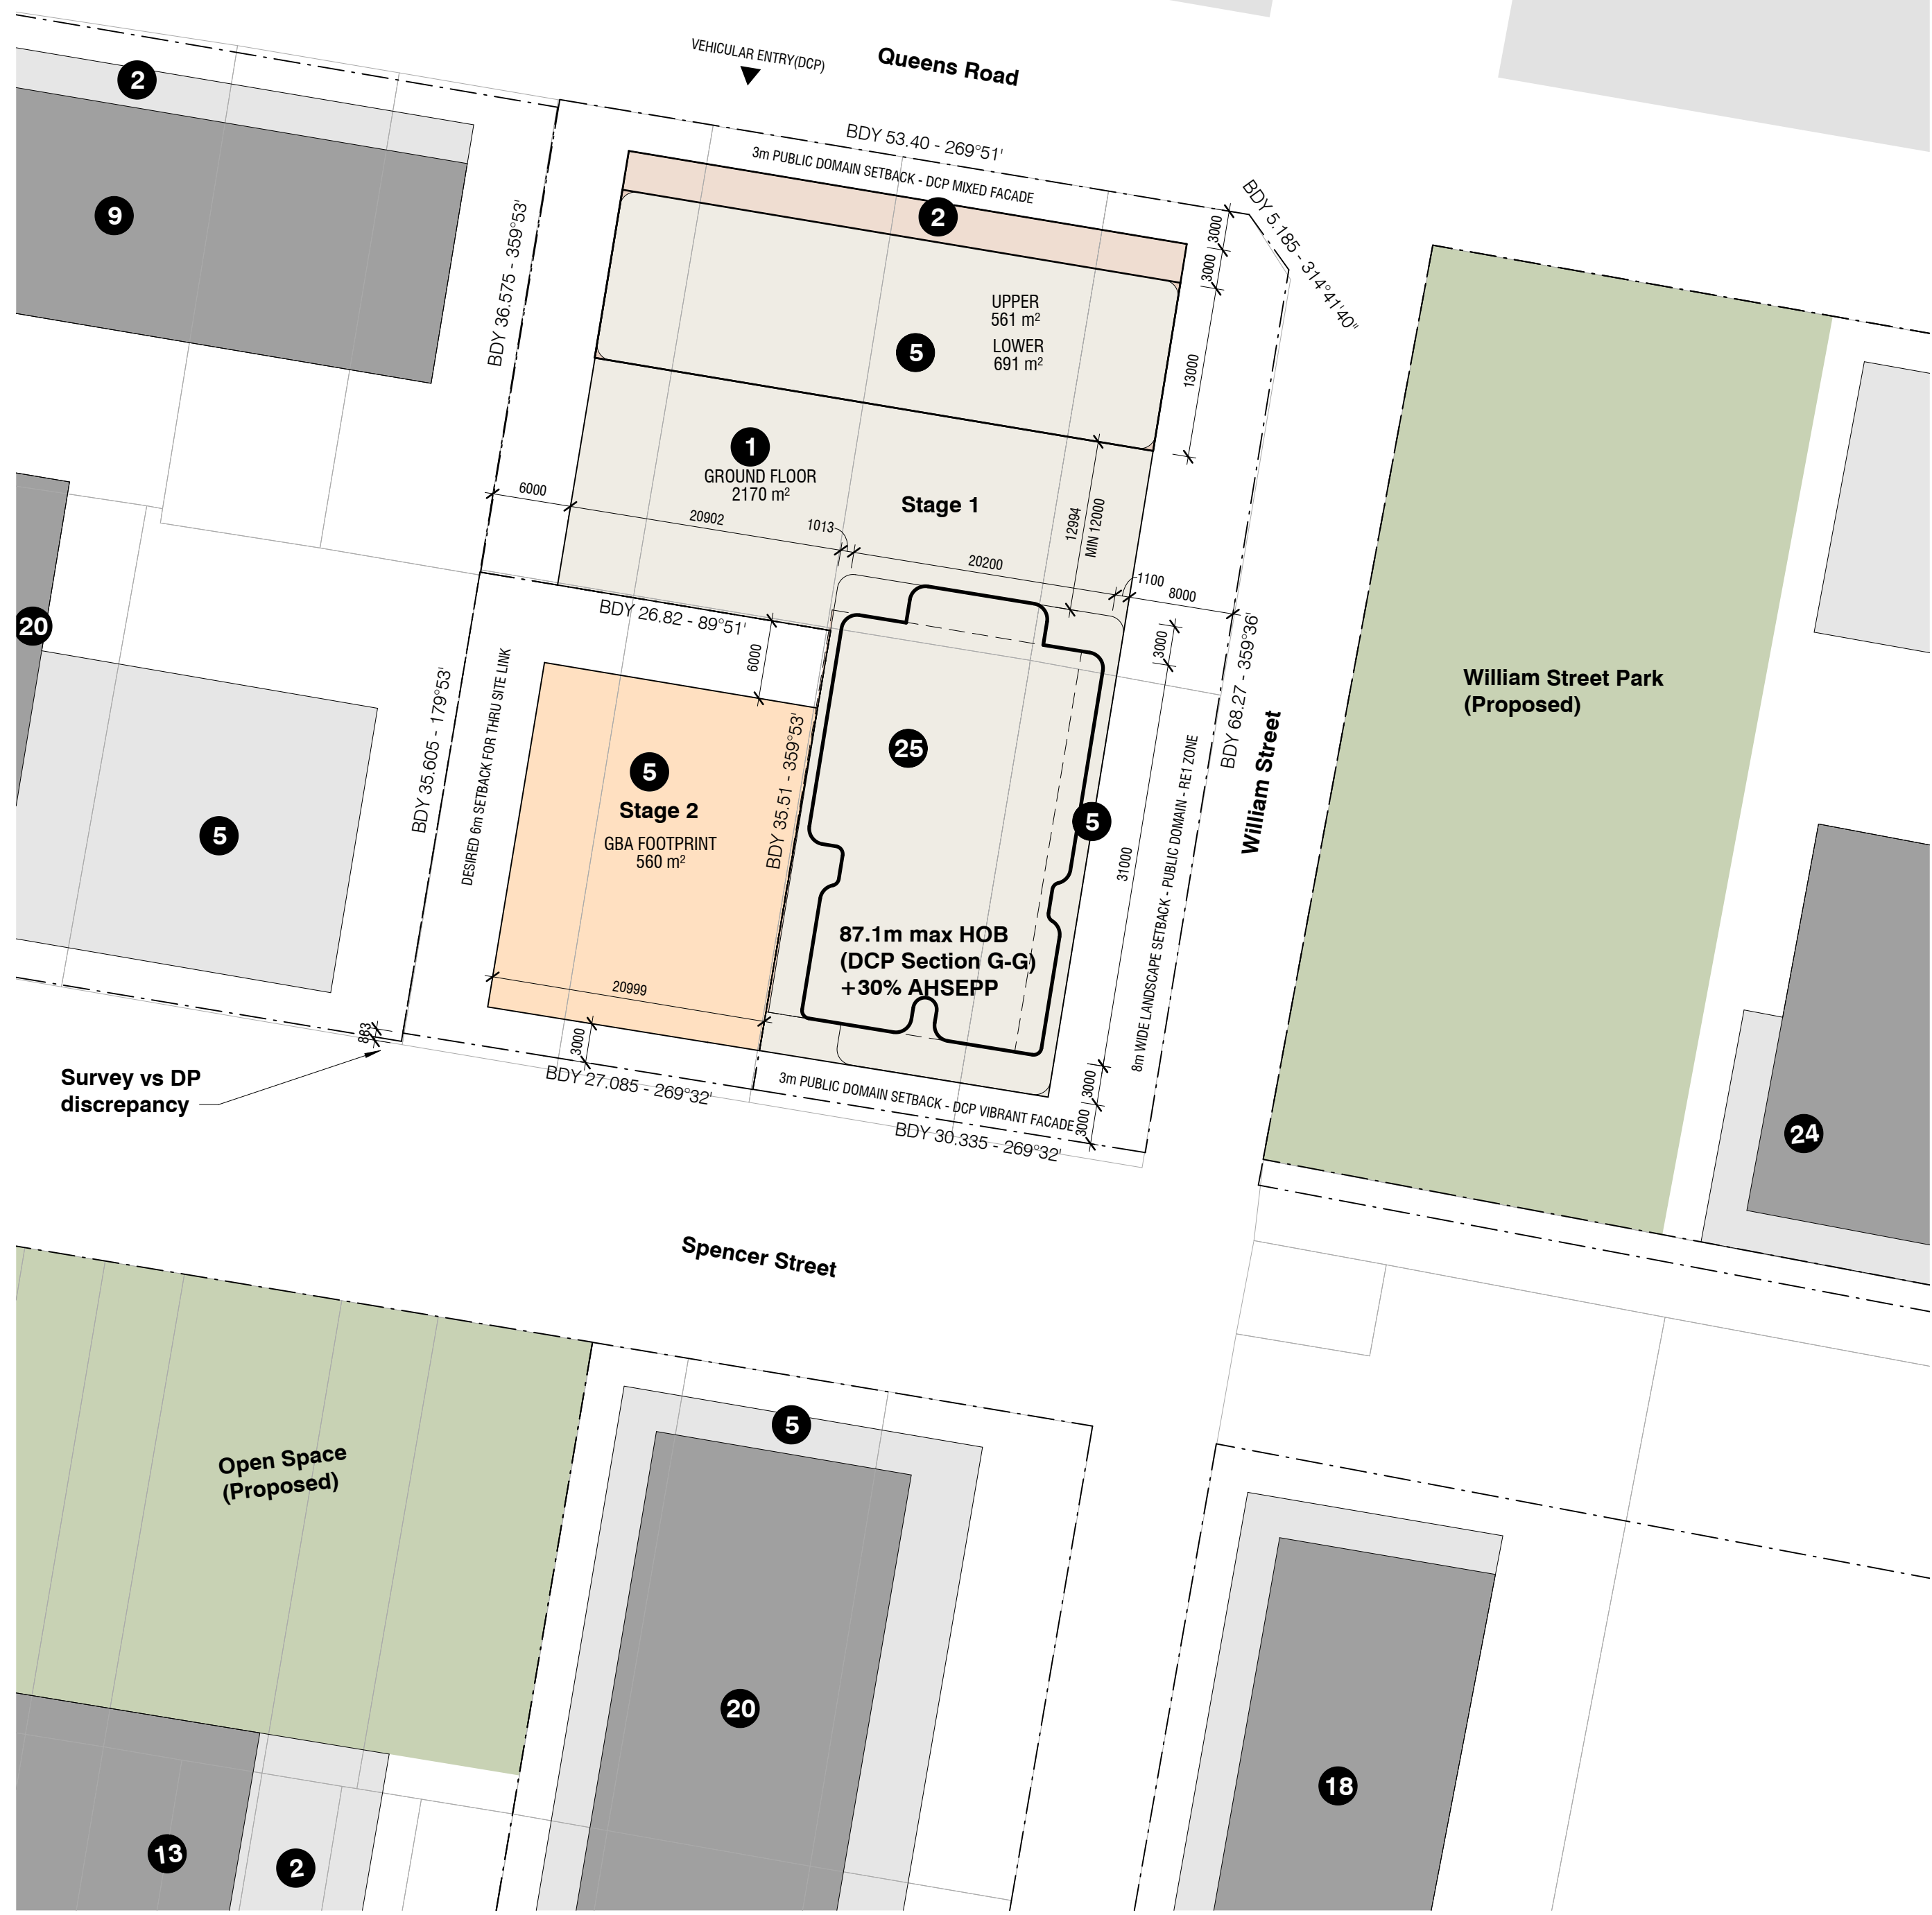 VEHICULAR ENTRY(DCP)
Queens Road
2
9
BDY 53.40 - 269°51'
3m PUBLIC DOMAIN SETBACK - DCP MIXED FACADE
2
BDY 5.185 - 314°41'40"
3000
3000
13000
BDY 36.575 - 359°53'
UPPER
561 m²
LOWER
691 m²
5
1
GROUND FLOOR
2170 m²
Stage 1
6000
20902
1013
20200
12994
MIN 12000
1100
8000
20
BDY 26.82 - 89°51'
6000
3000
BDY 68.27 - 359°36'
William Street
William Street Park
(Proposed)
BDY 35.605 - 179°53'
DESIRED 6m SETBACK FOR THRU SITE LINK
5
5
Stage 2
GBA FOOTPRINT
560 m²
BDY 35.51 - 359°53'
25
5
31000
8m WIDE LANDSCAPE SETBACK - PUBLIC DOMAIN - RE1 ZONE
87.1m max HOB
(DCP Section G-G)
+30% AHSEPP
20999
883
3000
3000
3000
Survey vs DP
discrepancy
BDY 27.085 - 269°32'
3m PUBLIC DOMAIN SETBACK - DCP VIBRANT FACADE
BDY 30.335 - 269°32'
24
Spencer Street
Open Space
(Proposed)
5
20
18
13
2